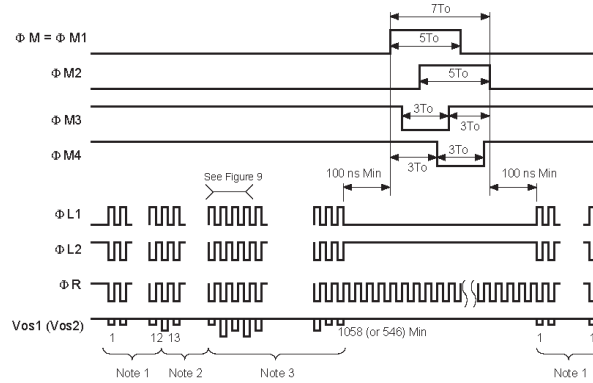 7To
Φ M = Φ M1
5To
Φ M2
5To
Φ M3
3To
3To
Φ M4
3To
See Figure 9
100 ns Min
100 ns Min
Φ L1
Φ L2
Φ R
Vos1 (Vos2)
1
12 13
1058 (or 546) Min
1
1
Note 1
Note 2
Note 3
Note 1